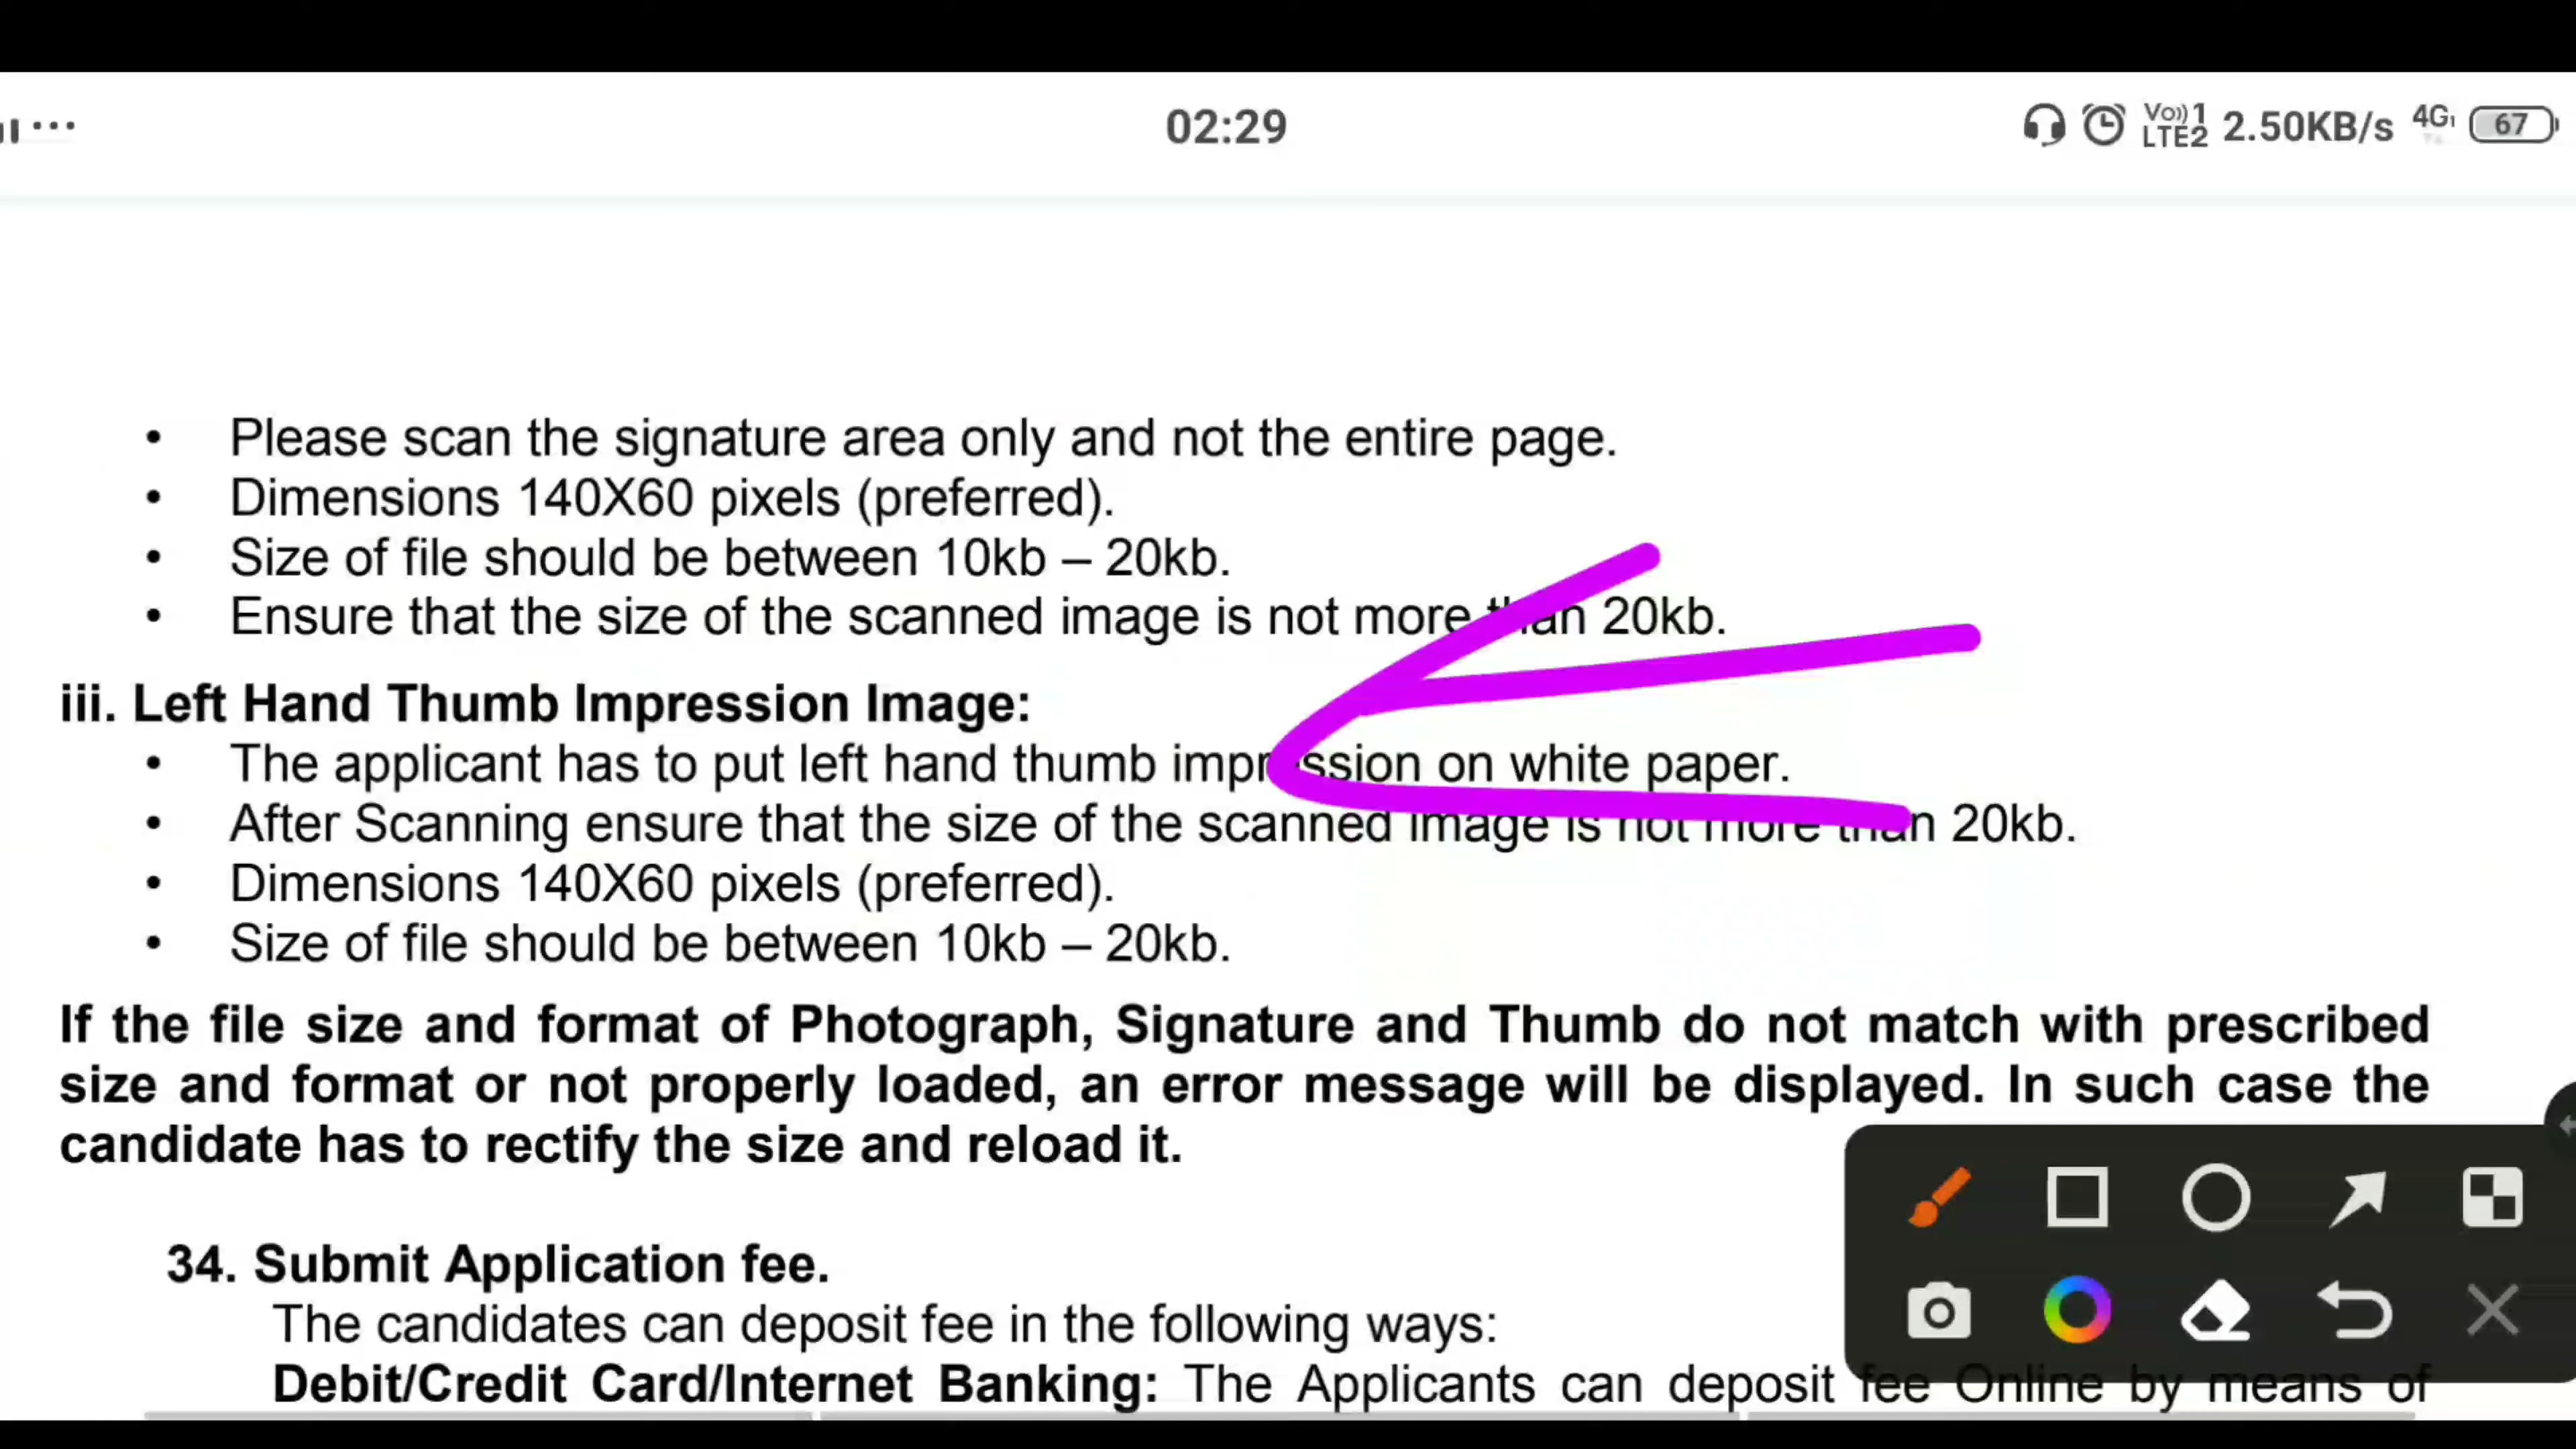 02:29
Vo)) 1
LTE2
2.50KB/s
4G
67
• Please scan the signature area only and not the entire page.
• Dimensions 140X60 pixels (preferred).
• Size of file should be between 10kb – 20kb.
• Ensure that the size of the scanned image is not more than 20kb.
iii. Left Hand Thumb Impression Image:
• The applicant has to put left hand thumb impression on white paper.
• After Scanning ensure that the size of the scanned image is not more than 20kb.
• Dimensions 140X60 pixels (preferred).
• Size of file should be between 10kb – 20kb.
If the file size and format of Photograph, Signature and Thumb do not match with prescribed
size and format or not properly loaded, an error message will be displayed. In such case the
candidate has to rectify the size and reload it.
34. Submit Application fee.
The candidates can deposit fee in the following ways:
Debit/Credit Card/Internet Banking: The Applicants can deposit fee Online by means of